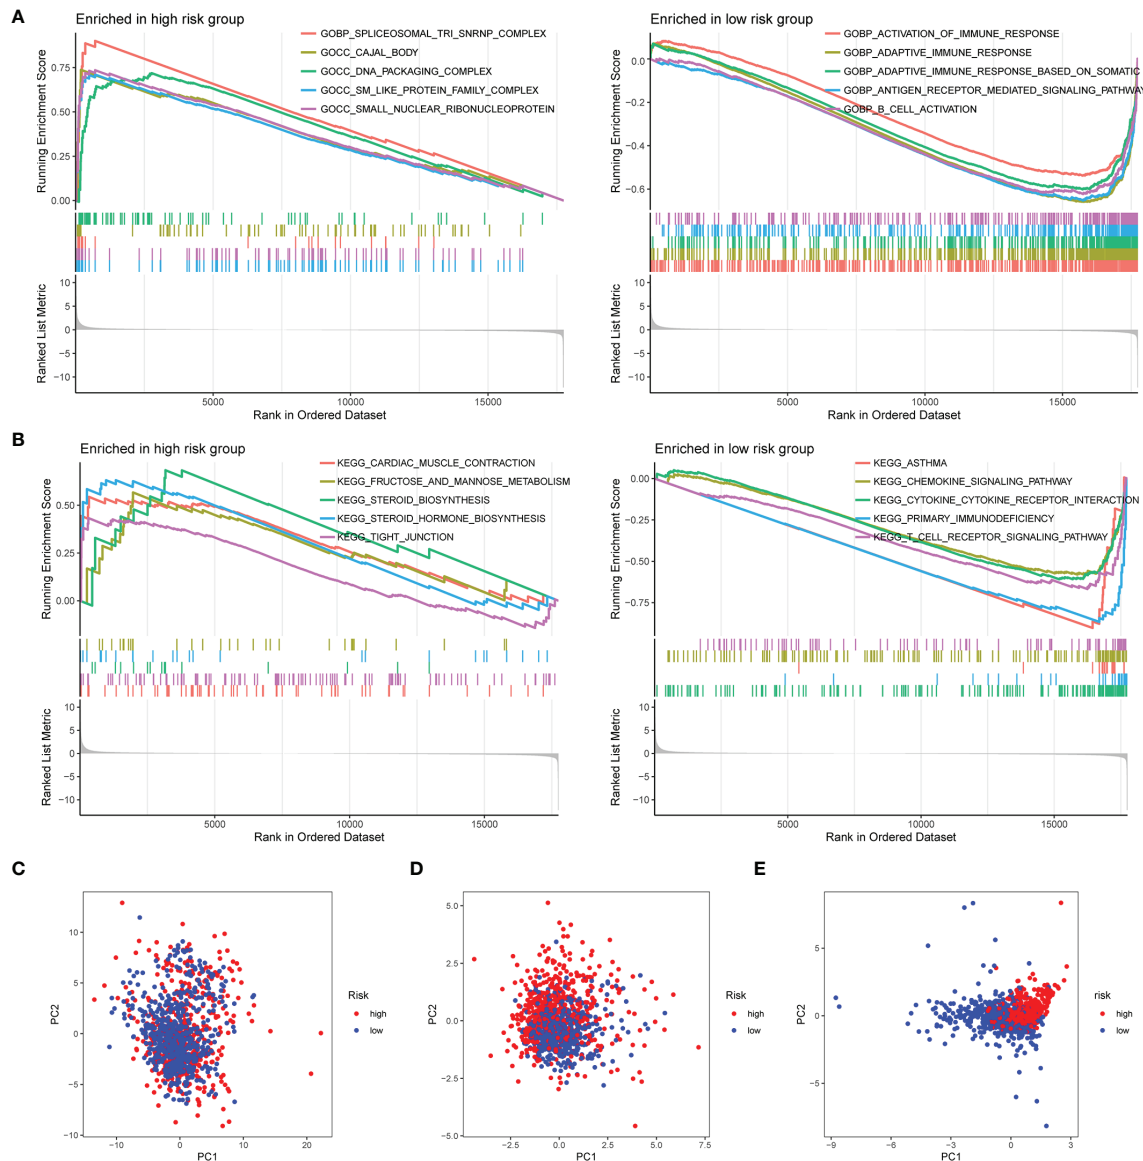 A
Enriched in high risk group
GOBP_SPLICEOSOMAL_TRI_SNRNP_COMPLEX
GOCC_CAJAL_BODY
GOCC_DNA_PACKAGING_COMPLEX
GOCC_SM_LIKE_PROTEIN_FAMILY_COMPLEX
GOCC_SMALL_NUCLEAR_RIBONUCLEOPROTEIN
Running Enrichment Score
0.75
0.50
0.25
0.00
Ranked List Metric
10
5
0
−5
−10
5000 10000 15000
Rank in Ordered Dataset
Enriched in low risk group
GOBP_ACTIVATION_OF_IMMUNE_RESPONSE
GOBP_ADAPTIVE_IMMUNE_RESPONSE
GOBP_ADAPTIVE_IMMUNE_RESPONSE_BASED_ON_SOMATIC
GOBP_ANTIGEN_RECEPTOR_MEDIATED_SIGNALING_PATHWAY
GOBP_B_CELL_ACTIVATION
Running Enrichment Score
0.0
−0.2
−0.4
−0.6
Ranked List Metric
10
5
0
−5
−10
5000 10000 15000
Rank in Ordered Dataset
B
Enriched in high risk group
KEGG_CARDIAC_MUSCLE_CONTRACTION
KEGG_FRUCTOSE_AND_MANNOSE_METABOLISM
KEGG_STEROID_BIOSYNTHESIS
KEGG_STEROID_HORMONE_BIOSYNTHESIS
KEGG_TIGHT_JUNCTION
Running Enrichment Score
0.50
0.25
0.00
Ranked List Metric
10
5
0
−5
−10
5000 10000 15000
Rank in Ordered Dataset
Enriched in low risk group
KEGG_ASTHMA
KEGG_CHEMOKINE_SIGNALING_PATHWAY
KEGG_CYTOKINE_CYTOKINE_RECEPTOR_INTERACTION
KEGG_PRIMARY_IMMUNODEFICIENCY
KEGG_T_CELL_RECEPTOR_SIGNALING_PATHWAY
Running Enrichment Score
0.00
−0.25
−0.50
−0.75
Ranked List Metric
10
5
0
−5
−10
5000 10000 15000
Rank in Ordered Dataset
C
PC2
10
5
0
−5
−10
−10 0 10 20
PC1
Risk
high
low
D
PC2
5.0
2.5
0.0
−2.5
−5.0
−2.5 0.0 2.5 5.0 7.5
PC1
Risk
high
low
E
PC2
5
0
−5
−9 −6 −3 0 3
PC1
risk
high
low